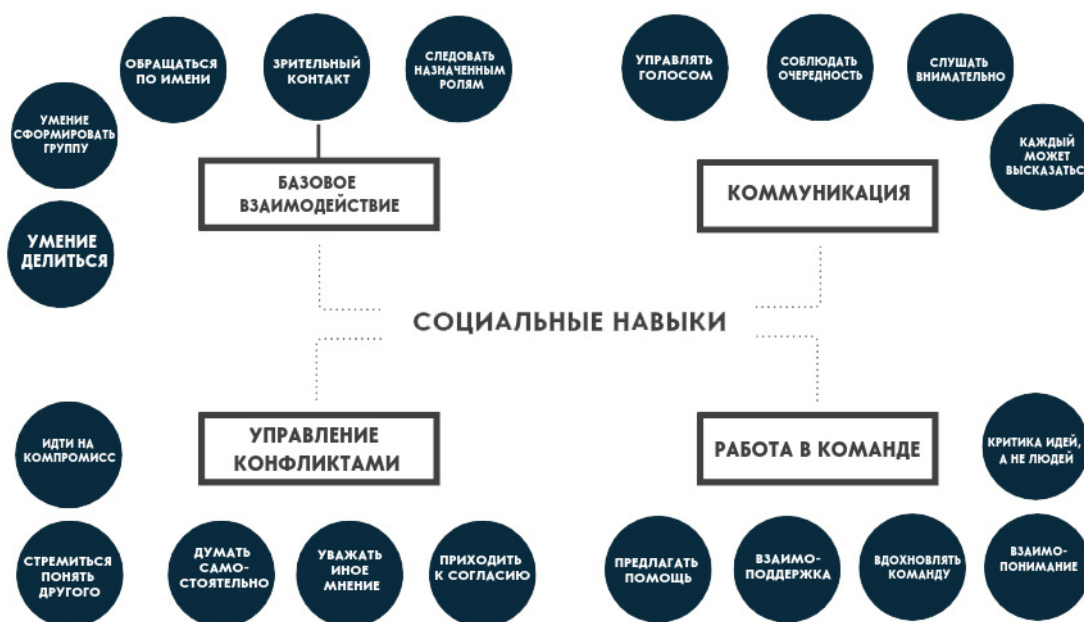 ОБРАЩАТЬСЯ
ПО ИМЕНИ
ЗРИТЕЛЬНЫЙ
КОНТАКТ
СЛЕДОВАТЬ
НАЗНАЧЕННЫМ
РОЛЯМ
УМЕНИЕ
СФОРМИРОВАТЬ
ГРУППУ
УМЕНИЕ
ДЕЛИТЬСЯ
БАЗОВОЕ
ВЗАИМОДЕЙСТВИЕ
УПРАВЛЯТЬ
ГОЛОСОМ
СОБЛЮДАТЬ
ОЧЕРЕДНОСТЬ
СЛУШАТЬ
ВНИМАТЕЛЬНО
КАЖДЫЙ
МОЖЕТ
ВЫСКАЗАТЬСЯ
КОММУНИКАЦИЯ
СОЦИАЛЬНЫЕ НАВЫКИ
УПРАВЛЕНИЕ
КОНФЛИКТАМИ
ИДТИ НА
КОМПРОМИСС
СТРЕМИТЬСЯ
ПОНЯТЬ
ДРУГОГО
ДУМАТЬ
САМО-
СТОЯТЕЛЬНО
УВАЖАТЬ
ИНОЕ
МНЕНИЕ
ПРИХОДИТЬ
К СОГЛАСИЮ
РАБОТА В КОМАНДЕ
КРИТИКА ИДЕЙ,
А НЕ ЛЮДЕЙ
ПРЕДЛАГАТЬ
ПОМОЩЬ
ВЗАИМО-
ПОДДЕРЖКА
ВДОХНОВЛЯТЬ
КОМАНДУ
ВЗАИМО-
ПОНИМАНИЕ